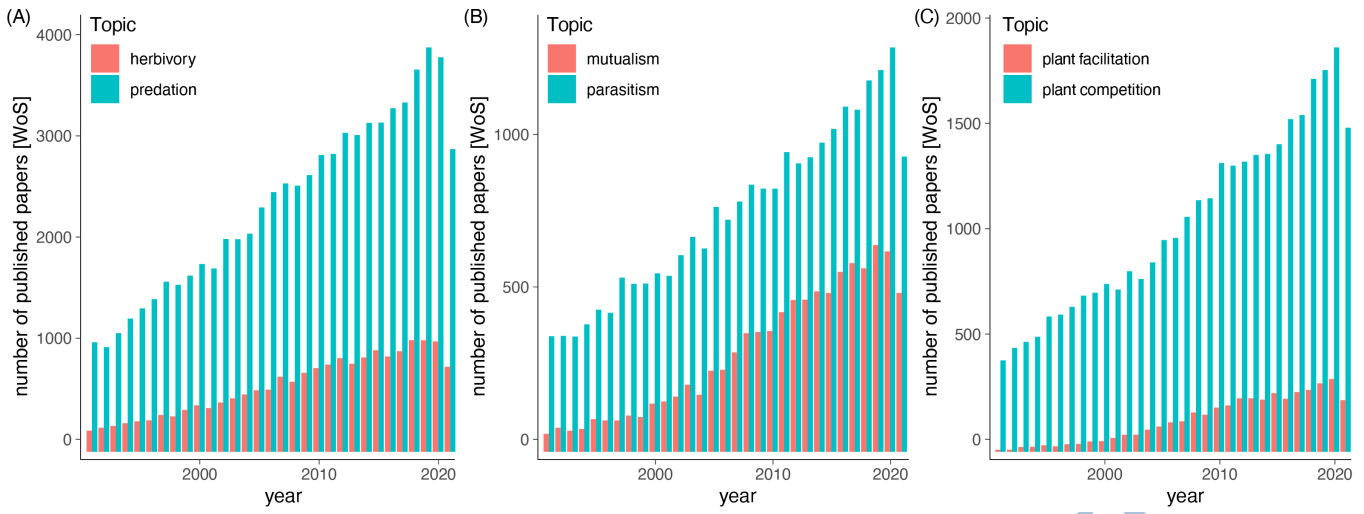 (A)
Topic
herbivory
predation
number of published papers [WoS]
4000
3000
2000
1000
0
2000
2010
2020
year
(B)
Topic
mutualism
parasitism
number of published papers [WoS]
1000
500
0
2000
2010
2020
year
(C)
Topic
plant facilitation
plant competition
number of published papers [WoS]
2000
1500
1000
500
0
2000
2010
2020
year